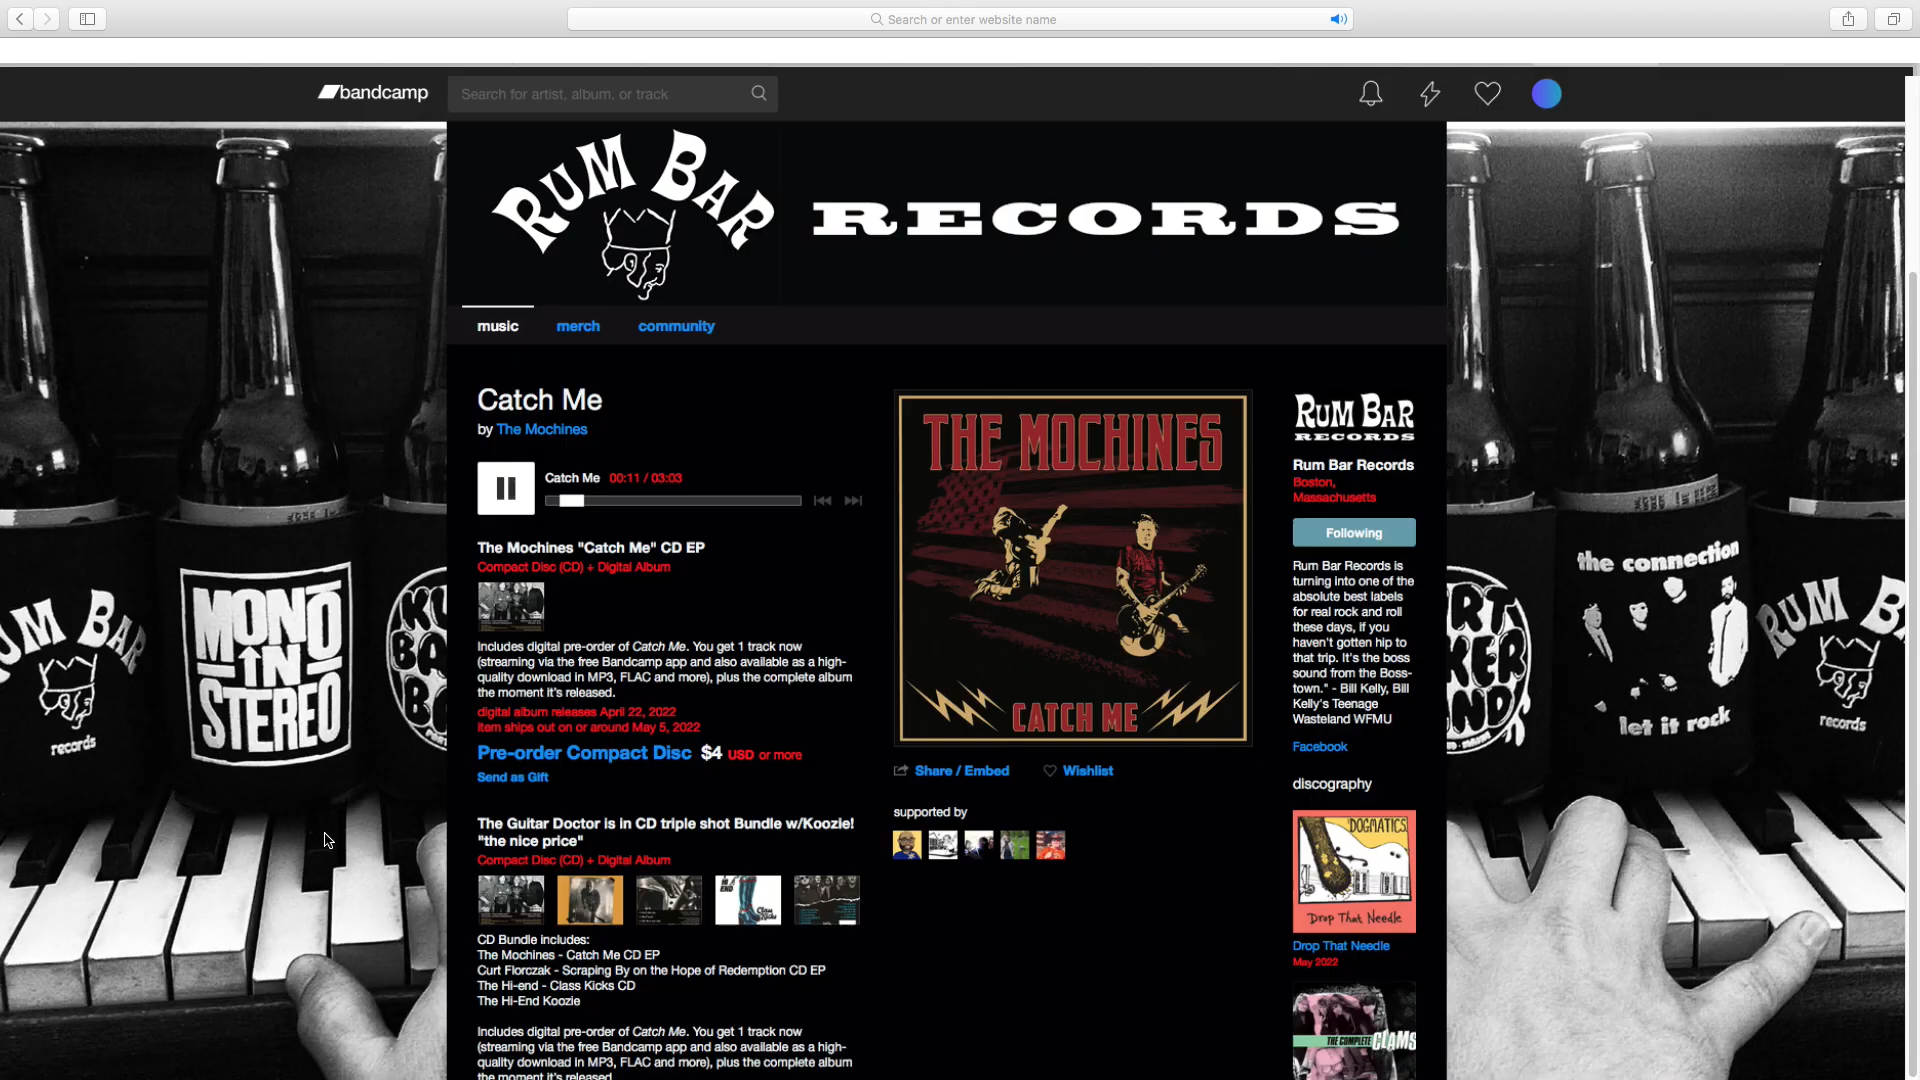 Search or enter website name
bandcamp
Search for artist, album, or track
RUM BAR
RECORDS
music
merch
community
Catch Me
by The Mochines
Catch Me 00:11 / 03:03
The Mochines "Catch Me" CD EP
Compact Disc (CD) + Digital Album
Includes digital pre-order of Catch Me. You get 1 track now
(streaming via the free Bandcamp app and also available as a high-
quality download in MP3, FLAC and more), plus the complete album
the moment it's released.
digital album releases April 22, 2022
item ships out on or around May 5, 2022
Pre-order Compact Disc $4 USD or more
Send as Gift
The Guitar Doctor is in CD triple shot Bundle w/Koozie!
"the nice price"
Compact Disc (CD) + Digital Album
CD Bundle includes:
The Mochines - Catch Me CD EP
Curt Florczak - Scraping By on the Hope of Redemption CD EP
The Hi-end - Class Kicks CD
The Hi-End Koozie
Includes digital pre-order of Catch Me. You get 1 track now
(streaming via the free Bandcamp app and also available as a high-
quality download in MP3, FLAC and more), plus the complete album
the moment it's released.
THE MOCHINES
CATCH ME
Share / Embed
Wishlist
supported by
RUM BAR
RECORDS
Rum Bar Records
Boston,
Massachusetts
Following
Rum Bar Records is
turning into one of the
absolute best labels
for real rock and roll
these days, if you
haven't gotten hip to
that trip. It's the boss
sound from the Boss-
town." - Bill Kelly, Bill
Kelly's Teenage
Wasteland WFMU
Facebook
discography
DOGMATICS
Drop That Needle
Drop That Needle
May 2022
THE COMPLETE CLAMS
UM BAR
records
MONO
IN
STEREO
the connection
let it rock
RUM B
records